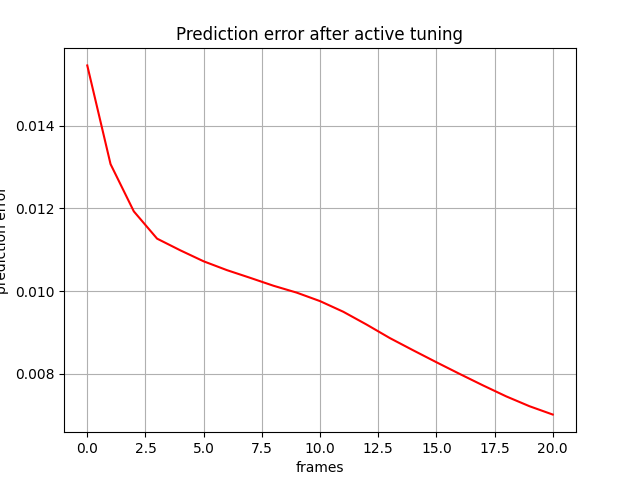 Prediction error after active tuning
0.014
0.012
0.010
0.008
prediction error
0.0 2.5 5.0 7.5 10.0 12.5 15.0 17.5 20.0
frames